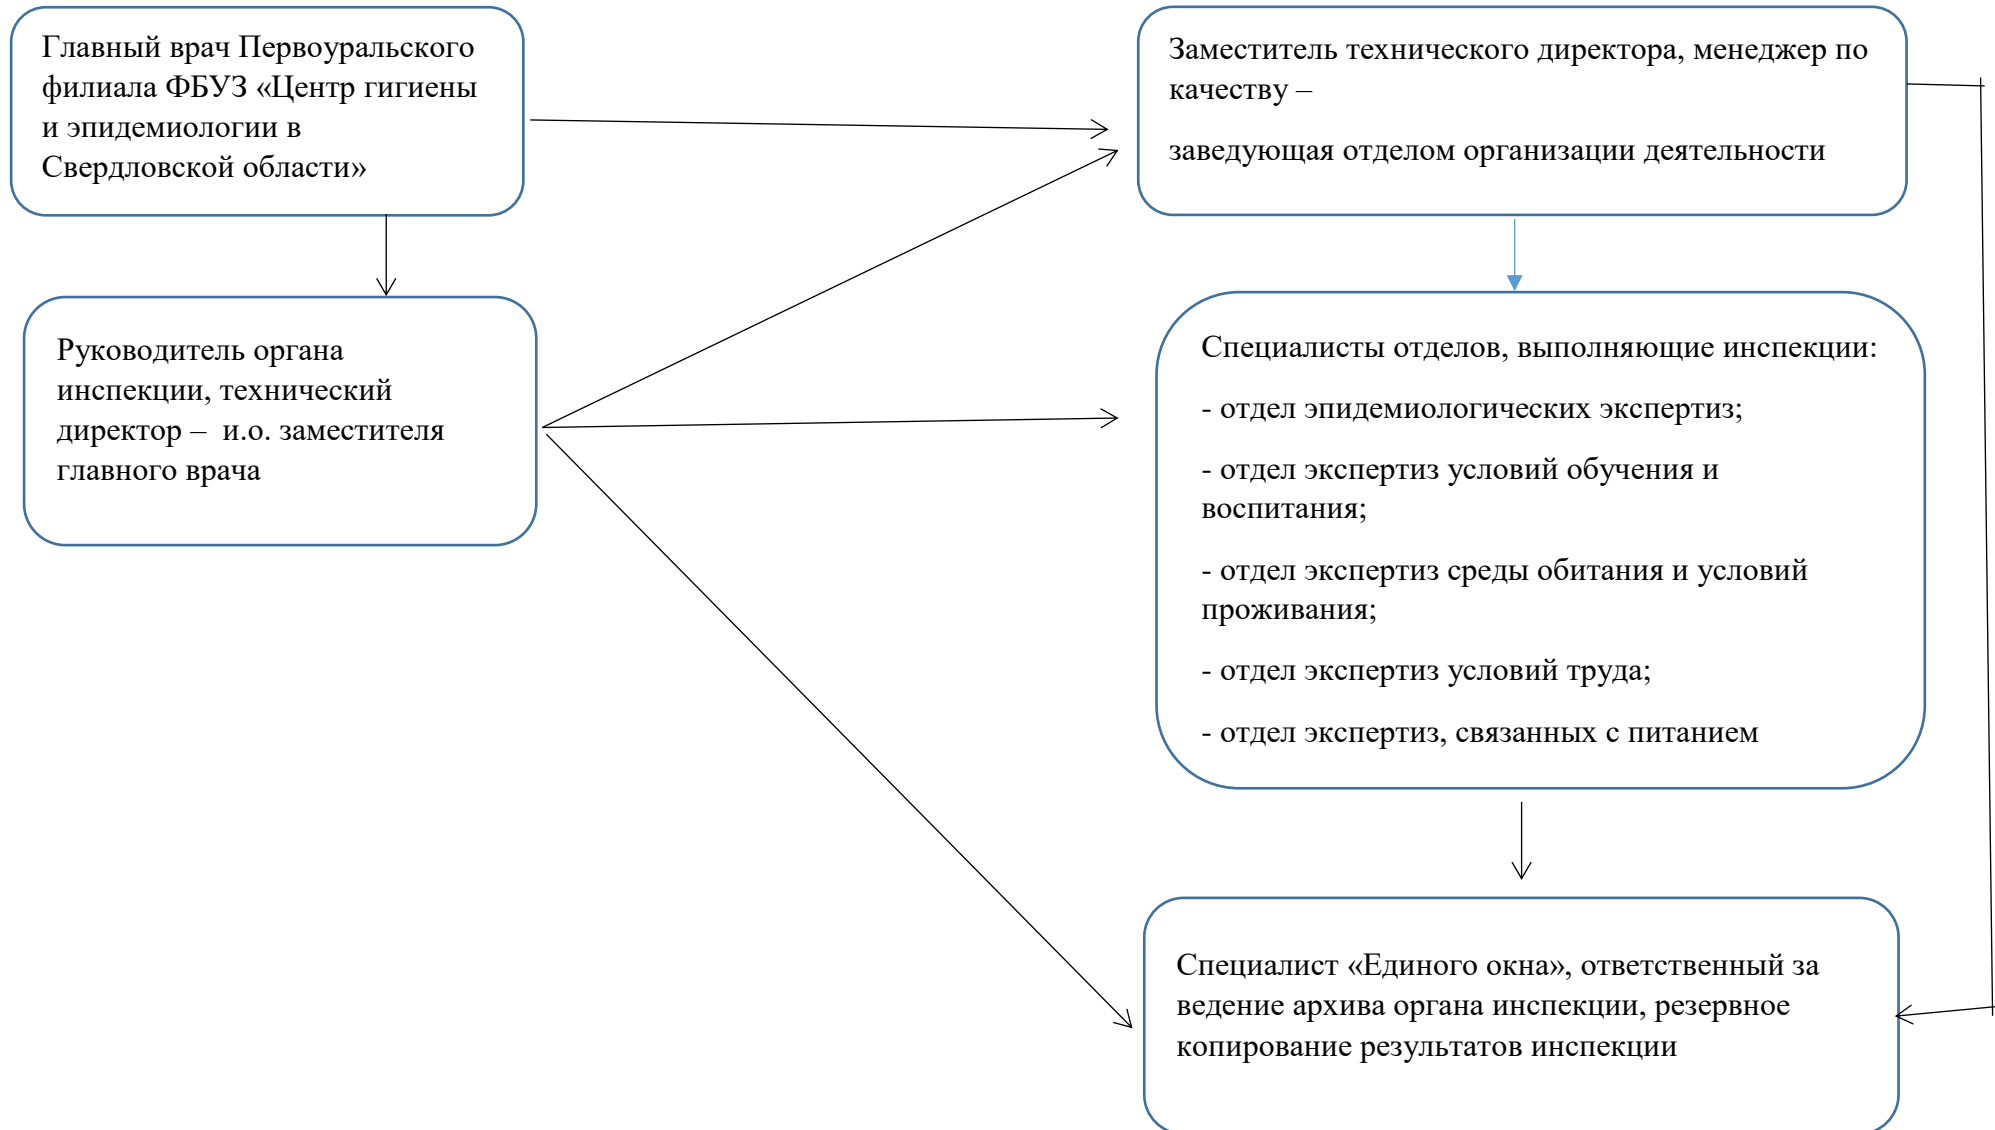 Главный врач Первоуральского
филиала ФБУЗ «Центр гигиены
и эпидемиологии в
Свердловской области»
Руководитель органа
инспекции, технический
директор – и.о. заместителя
главного врача
Заместитель технического директора, менеджер по
качеству –
заведующая отделом организации деятельности
Специалисты отделов, выполняющие инспекции:
- отдел эпидемиологических экспертиз;
- отдел экспертиз условий обучения и
воспитания;
- отдел экспертиз среды обитания и условий
проживания;
- отдел экспертиз условий труда;
- отдел экспертиз, связанных с питанием
Специалист «Единого окна», ответственный за
ведение архива органа инспекции, резервное
копирование результатов инспекции